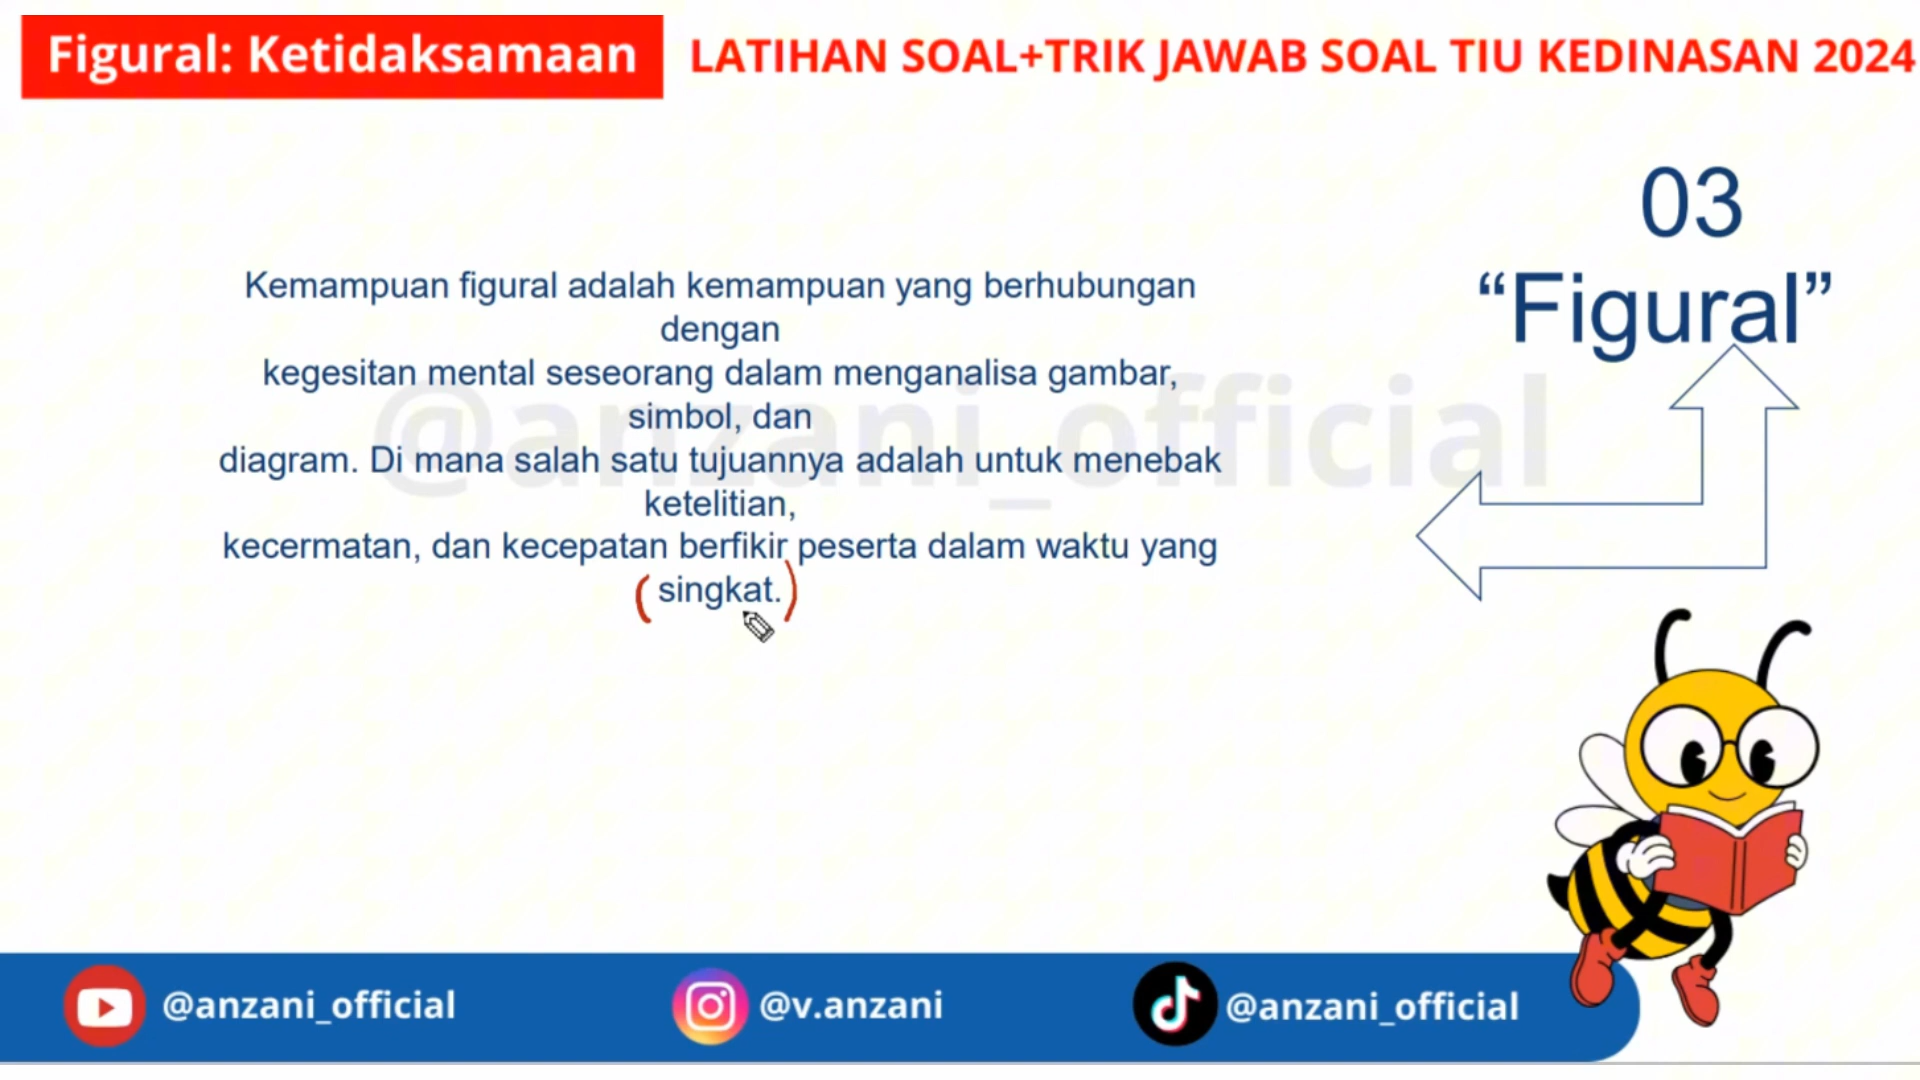 Figural: Ketidaksamaan
LATIHAN SOAL+TRIK JAWAB SOAL TIU KEDINASAN 2024
03
“Figural”
Kemampuan figural adalah kemampuan yang berhubungan
dengan
kegesitan mental seseorang dalam menganalisa gambar,
simbol, dan
diagram. Di mana salah satu tujuannya adalah untuk menebak
ketelitian,
kecermatan, dan kecepatan berfikir peserta dalam waktu yang
(singkat.)
@anzani_official
@anzani_official
@v.anzani
@anzani_official